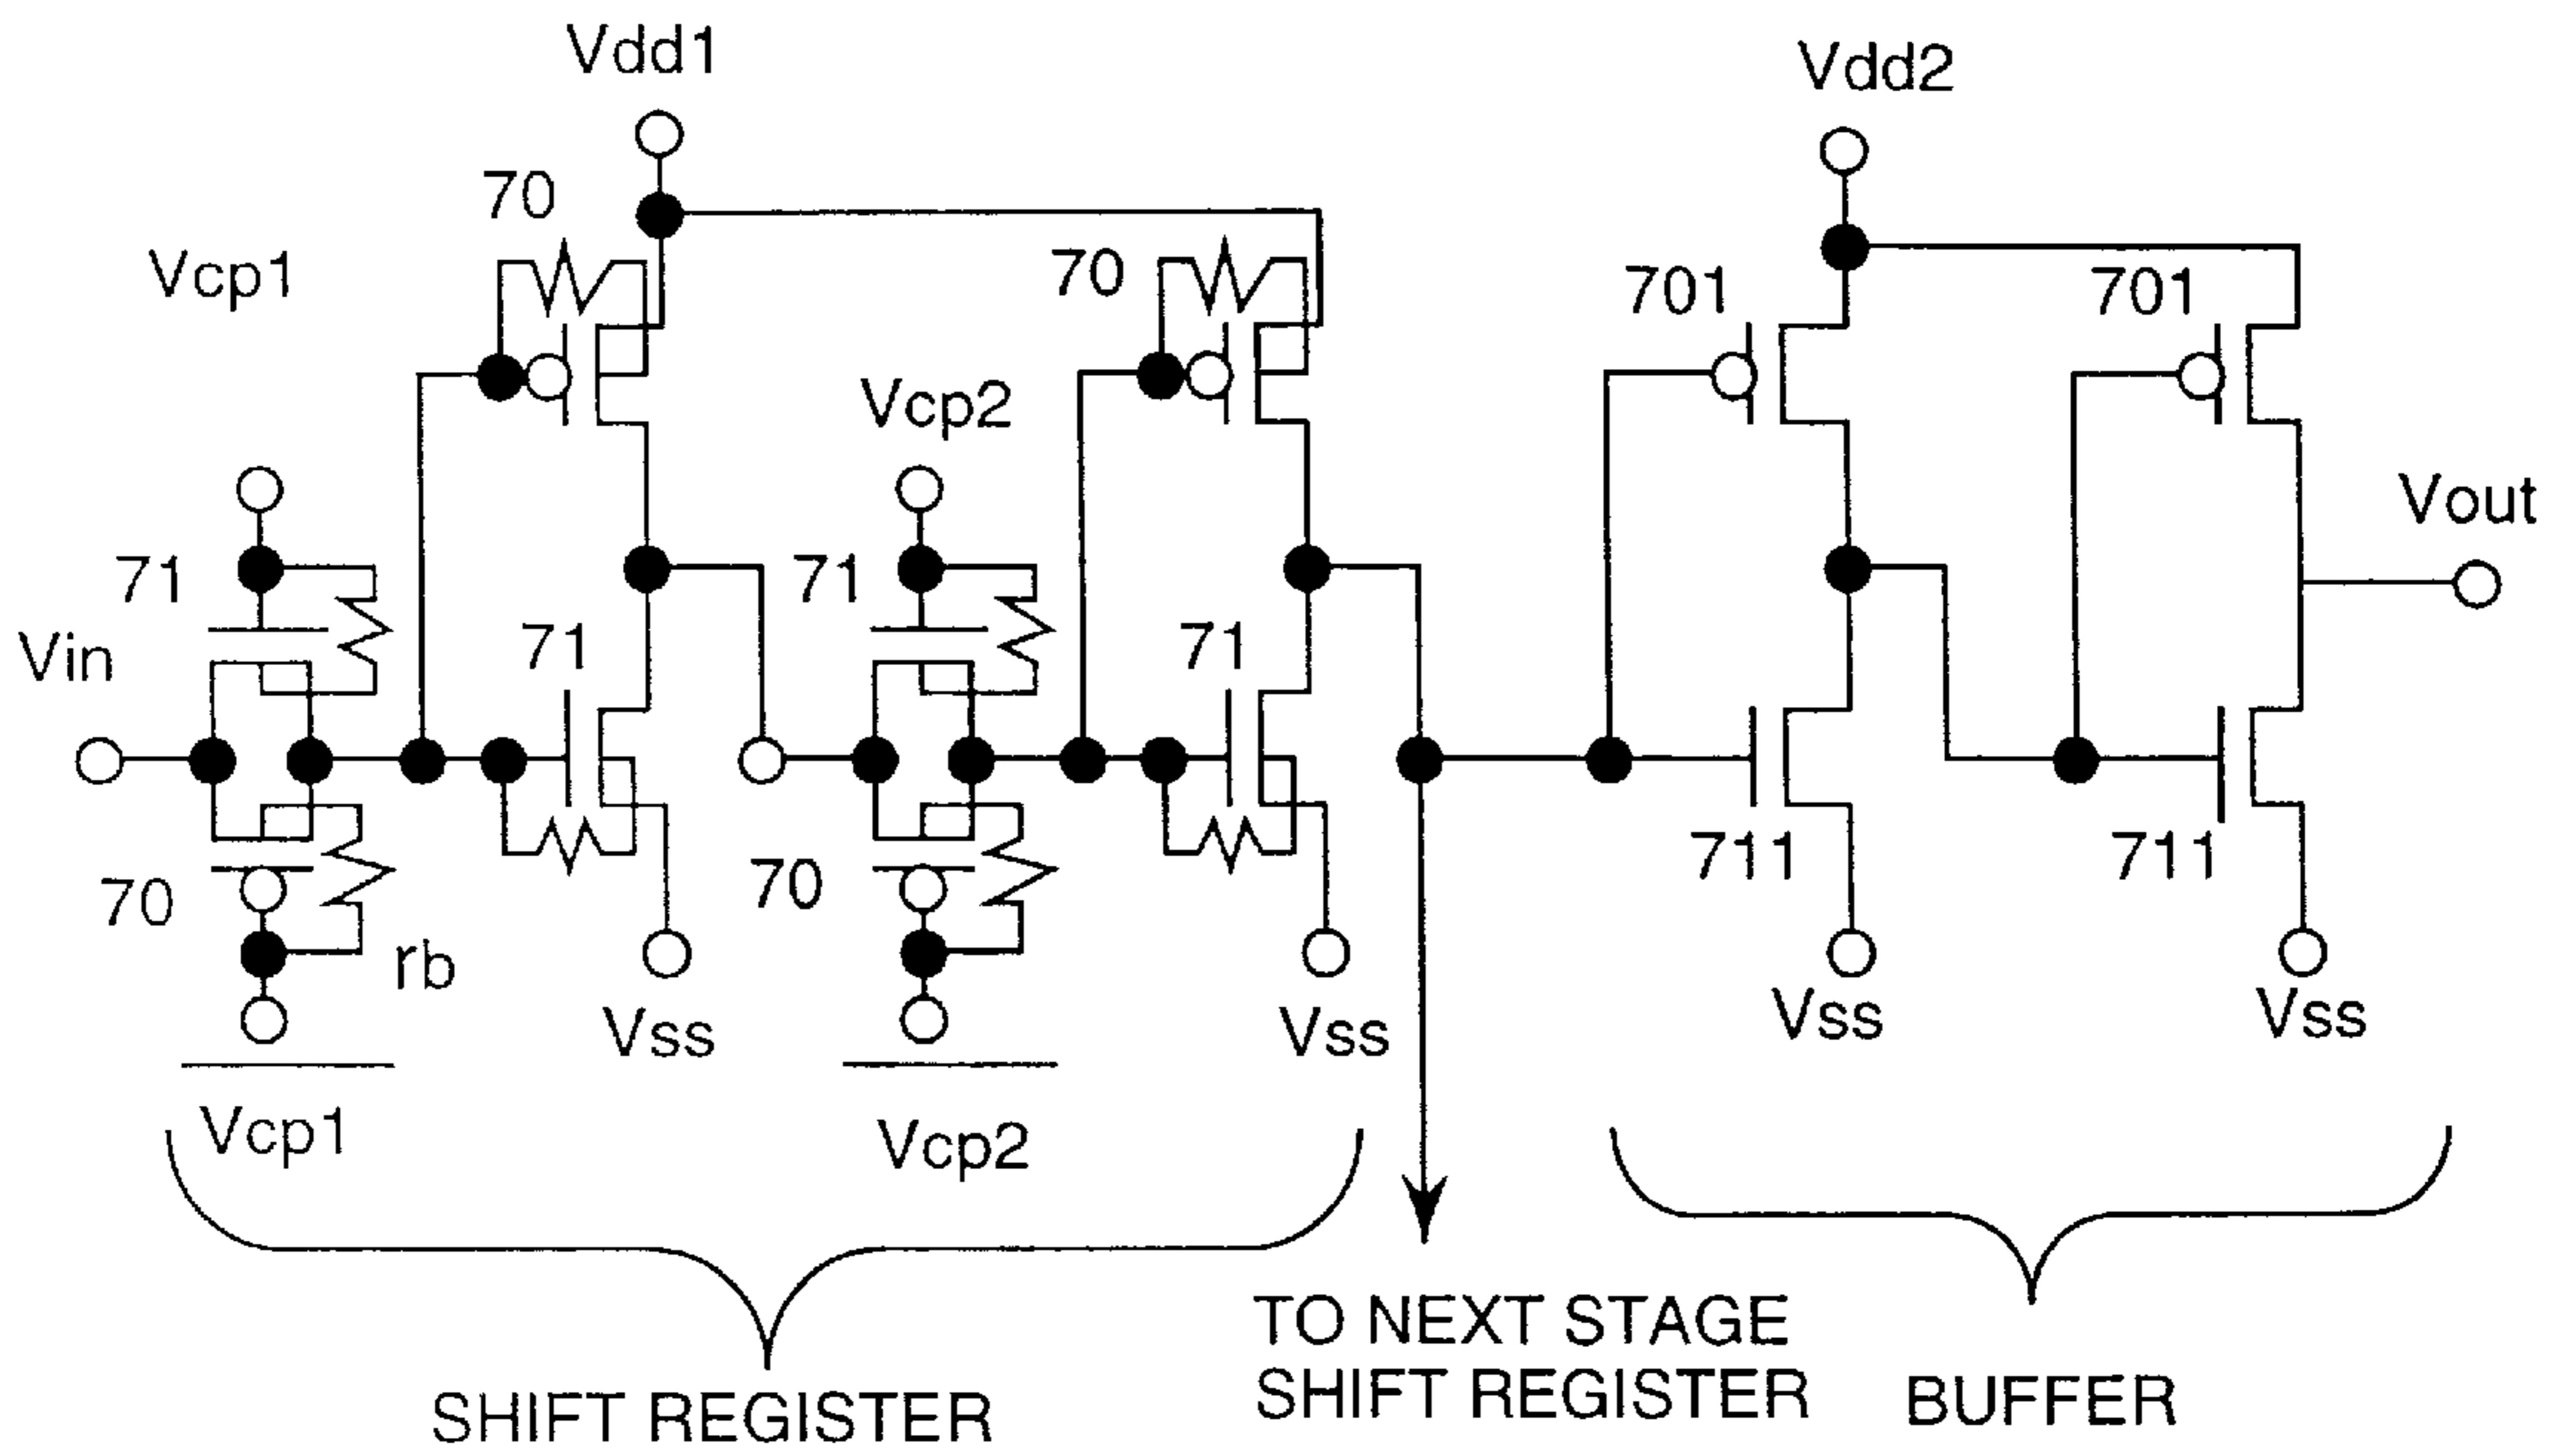 Vdd1
Vdd2
70
Vcp1
70
701
701
Vcp2
Vout
71
71
Vin
71
71
70
rb
70
711
711
Vss
Vss
Vss
Vss
Vcp1
Vcp2
TO NEXT STAGE
SHIFT REGISTER
SHIFT REGISTER
BUFFER